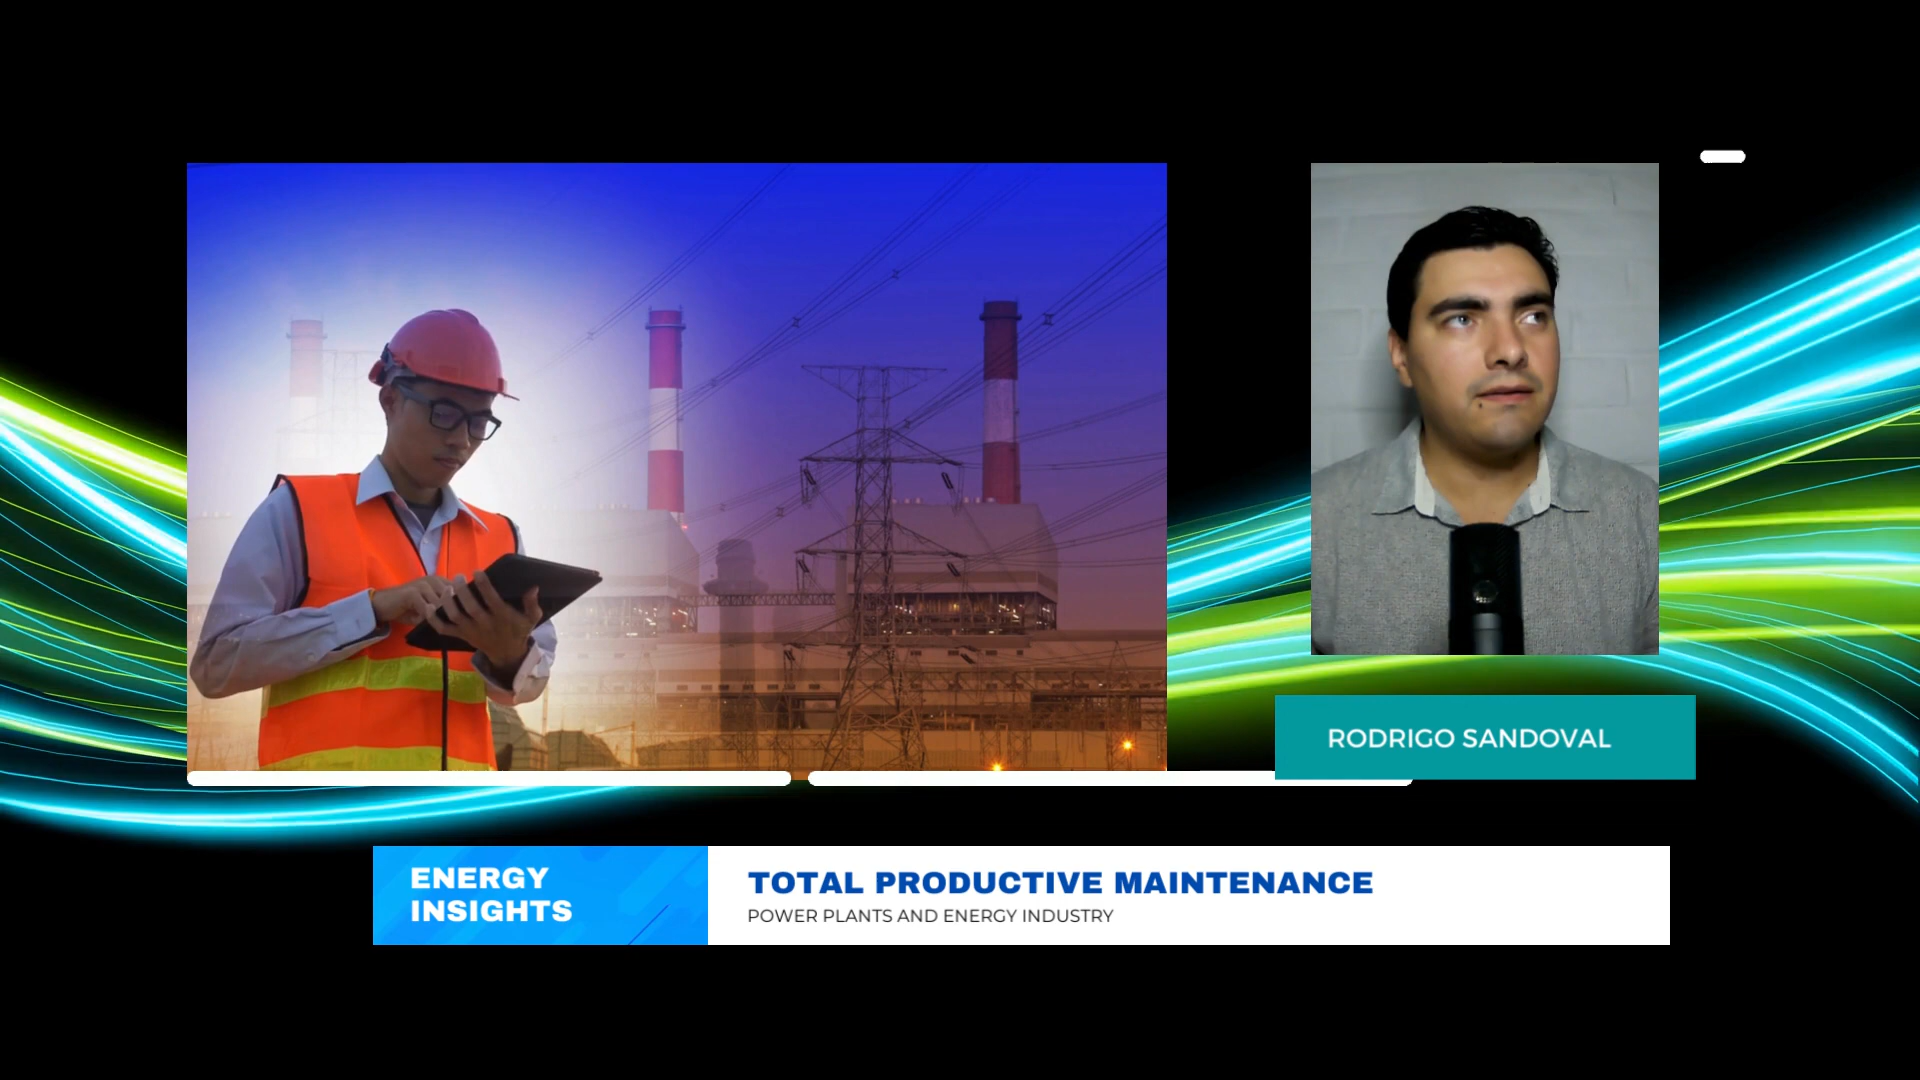 RODRIGO SANDOVAL
ENERGY
INSIGHTS
TOTAL PRODUCTIVE MAINTENANCE
POWER PLANTS AND ENERGY INDUSTRY